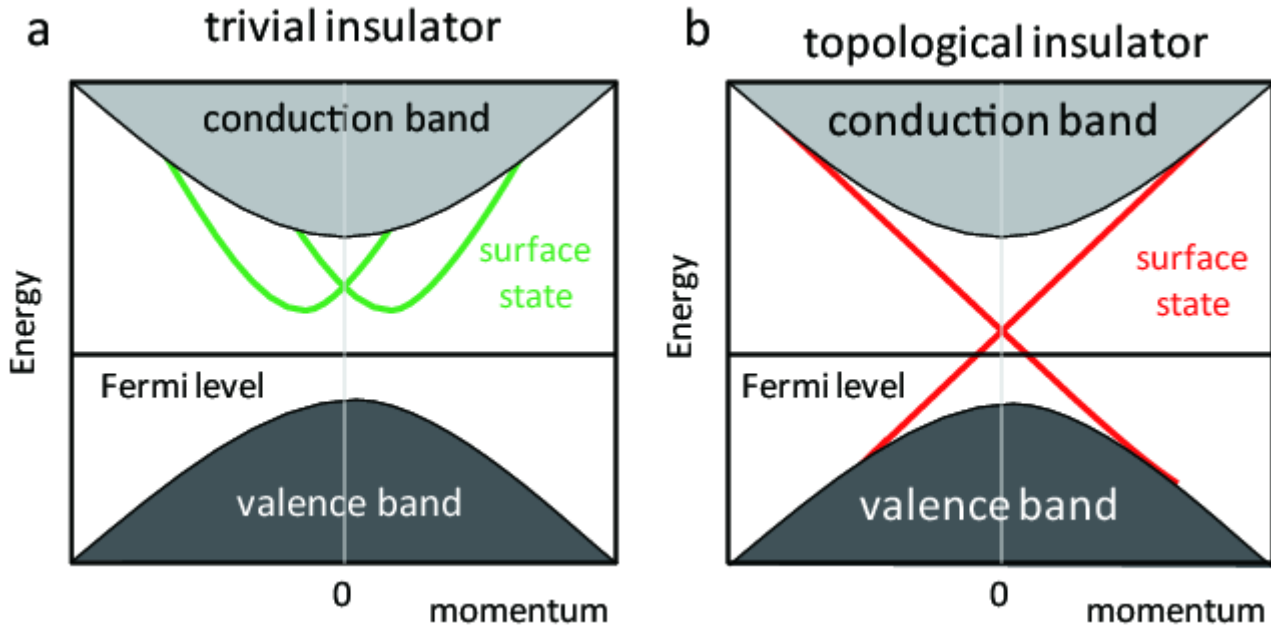 a
trivial insulator
conduction band
surface
state
Energy
Fermi level
valence band
0
momentum
b
topological insulator
conduction band
surface
state
Energy
Fermi level
valence band
0
momentum